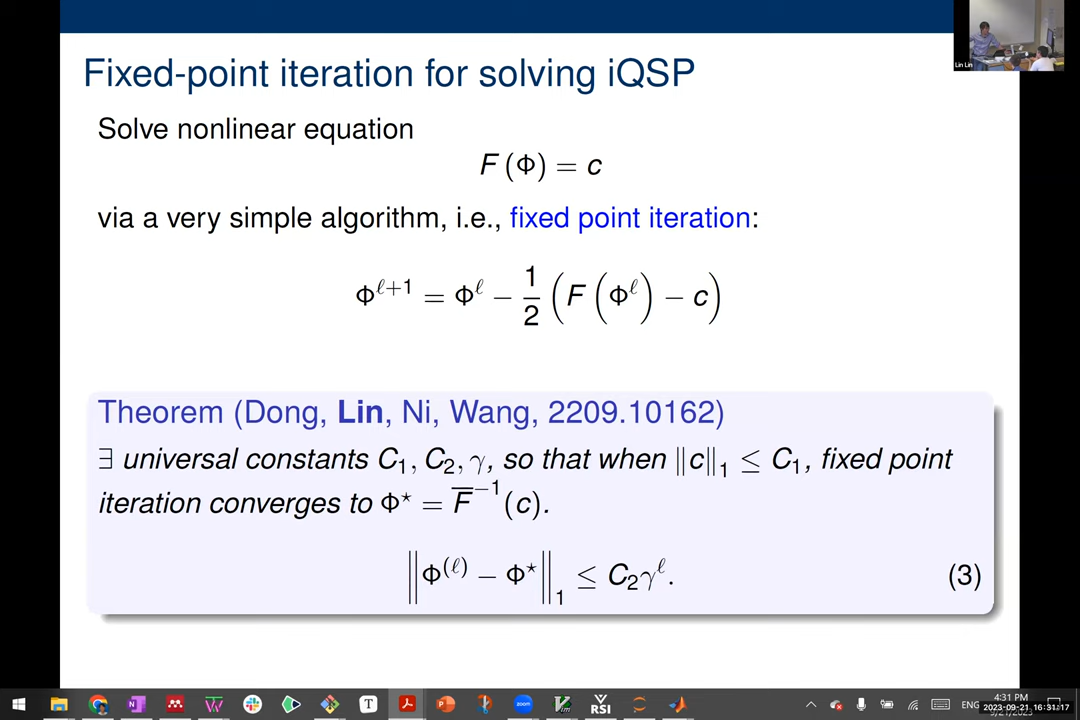 Fixed-point iteration for solving iQSP
Lin Lin
Solve nonlinear equation
F (Φ) = c
via a very simple algorithm, i.e., fixed point iteration:
Φ^{ℓ+1} = Φ^ℓ − 1/2 (F (Φ^ℓ) − c)
Theorem (Dong, Lin, Ni, Wang, 2209.10162)
∃ universal constants C₁, C₂, γ, so that when ‖c‖₁ ≤ C₁, fixed point
iteration converges to Φ* = F̅⁻¹(c).
‖Φ^{(ℓ)} − Φ*‖₁ ≤ C₂γ^ℓ. (3)
T
zoom
RSI
ENG
4:31 PM
2023-09-21 16:31:17